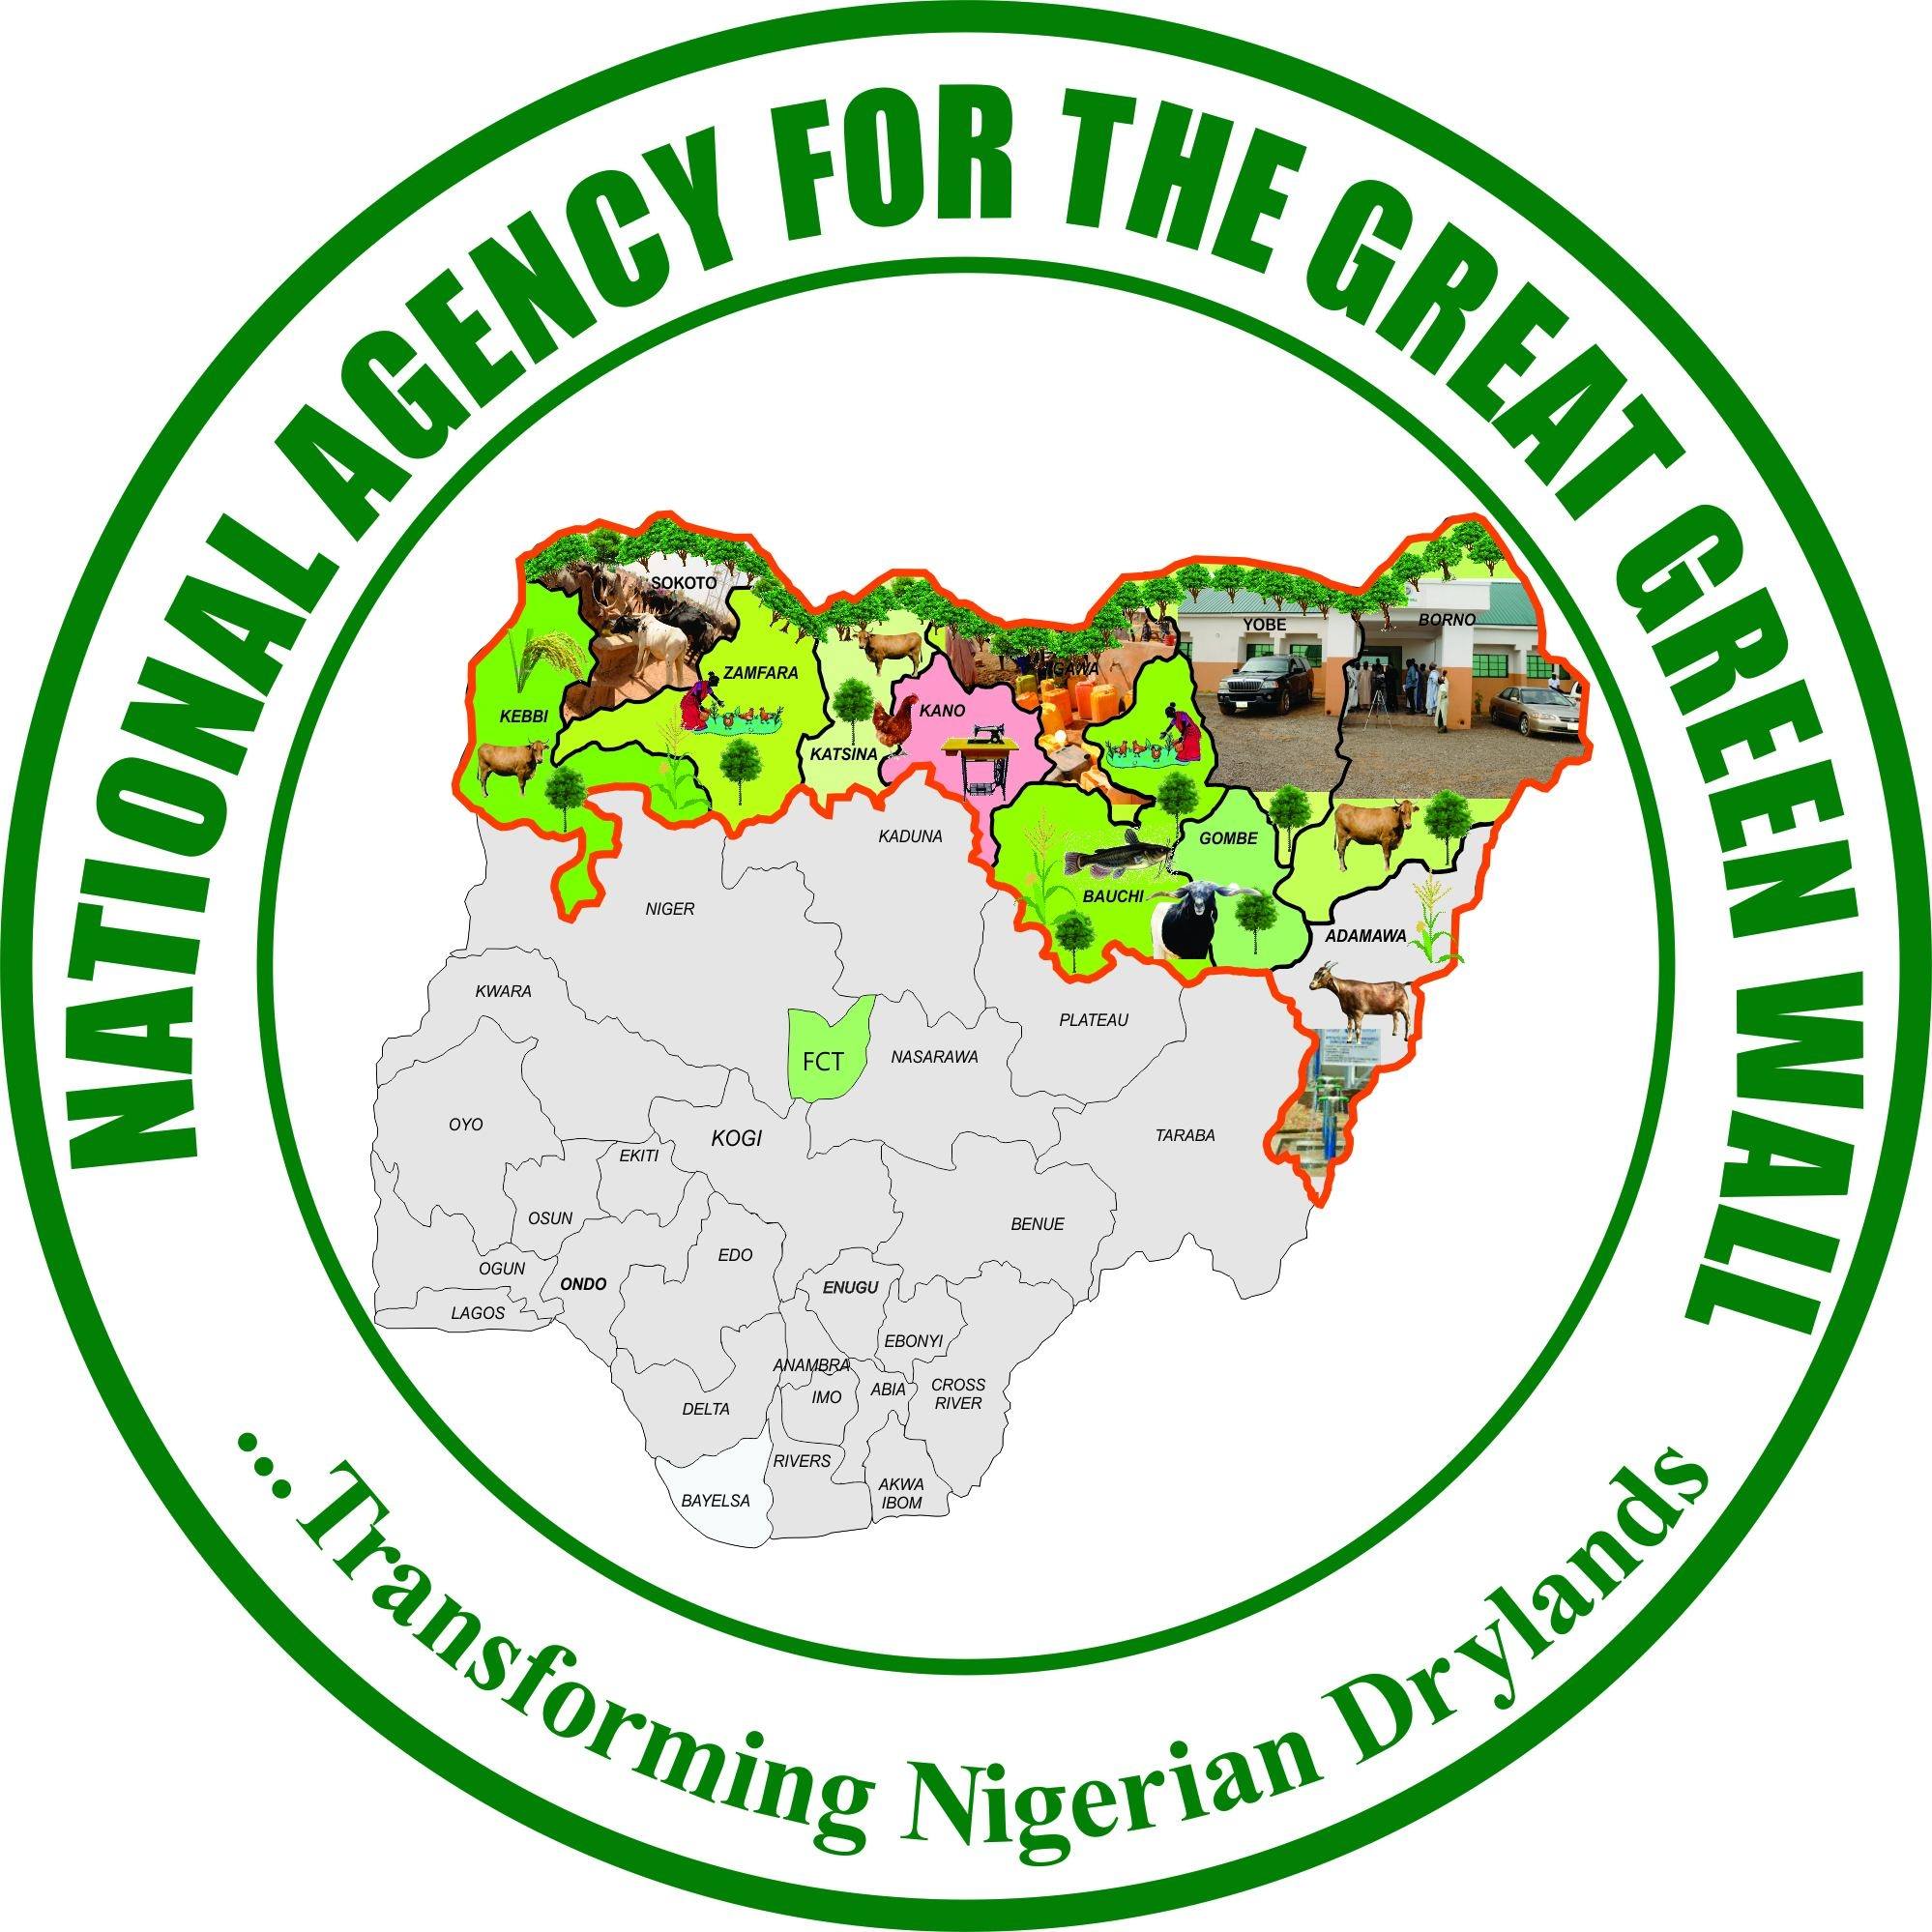 NATIONAL AGENCY FOR THE GREAT GREEN WALL
SOKOTO
YOBE
BORNO
ZAMFARA
KEBBI
KANO
KATSINA
GOMBE
BAUCHI
ADAMAWA
KADUNA
NIGER
KWARA
PLATEAU
FCT
NASARAWA
OYO
KOGI
TARABA
EKITI
OSUN
BENUE
EDO
OGUN
ONDO
ENUGU
LAGOS
EBONYI
ANAMBRA
IMO
ABIA
CROSS
RIVER
DELTA
RIVERS
AKWA
IBOM
BAYELSA
...Transforming Nigerian Drylands